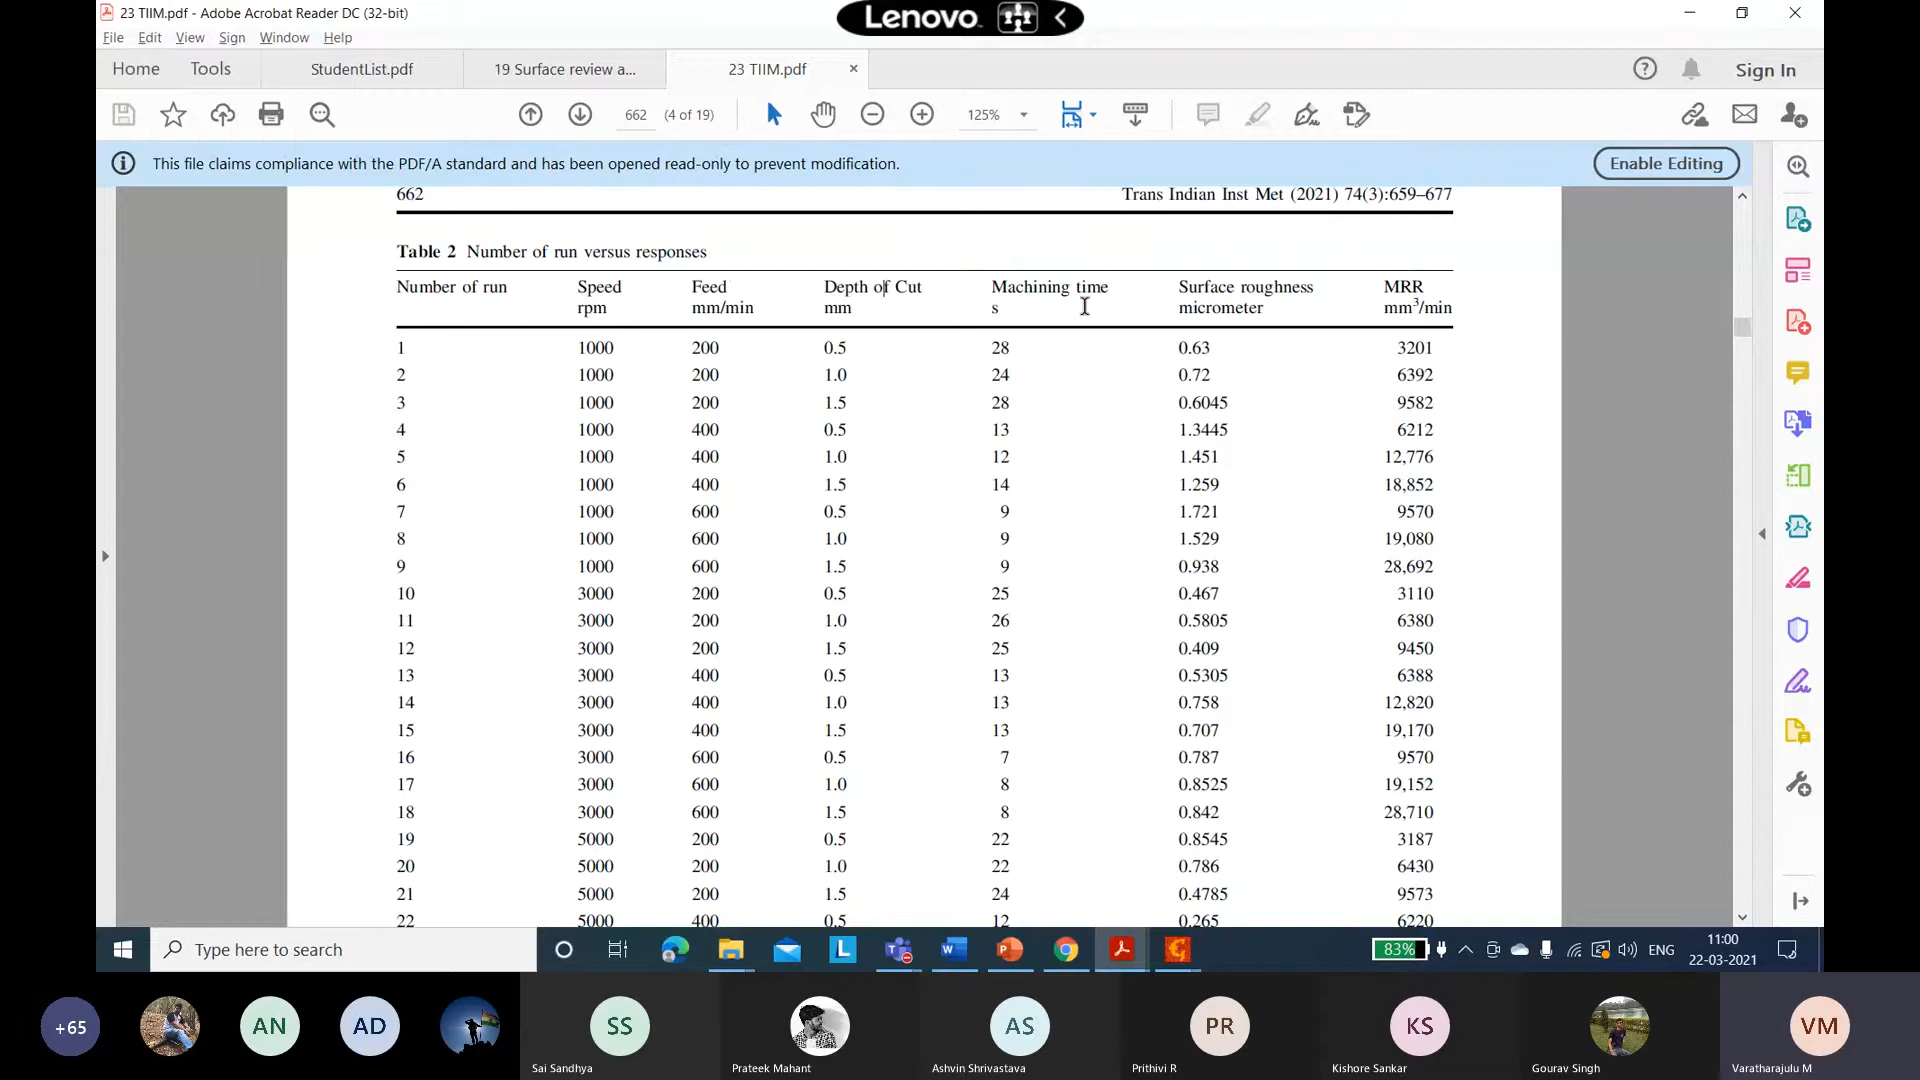 23 TIIM.pdf - Adobe Acrobat Reader DC (32-bit)
Lenovo
File Edit View Sign Window Help
Home Tools StudentList.pdf 19 Surface review a... 23 TIIM.pdf Sign In
662 (4 of 19) 125%
This file claims compliance with the PDF/A standard and has been opened read-only to prevent modification. Enable Editing
662 Trans Indian Inst Met (2021) 74(3):659–677
Table 2 Number of run versus responses
Number of run Speed Feed Depth of Cut Machining time Surface roughness MRR
rpm mm/min mm s micrometer mm³/min
1 1000 200 0.5 28 0.63 3201
2 1000 200 1.0 24 0.72 6392
3 1000 200 1.5 28 0.6045 9582
4 1000 400 0.5 13 1.3445 6212
5 1000 400 1.0 12 1.451 12,776
6 1000 400 1.5 14 1.259 18,852
7 1000 600 0.5 9 1.721 9570
8 1000 600 1.0 9 1.529 19,080
9 1000 600 1.5 9 0.938 28,692
10 3000 200 0.5 25 0.467 3110
11 3000 200 1.0 26 0.5805 6380
12 3000 200 1.5 25 0.409 9450
13 3000 400 0.5 13 0.5305 6388
14 3000 400 1.0 13 0.758 12,820
15 3000 400 1.5 13 0.707 19,170
16 3000 600 0.5 7 0.787 9570
17 3000 600 1.0 8 0.8525 19,152
18 3000 600 1.5 8 0.842 28,710
19 5000 200 0.5 22 0.8545 3187
20 5000 200 1.0 22 0.786 6430
21 5000 200 1.5 24 0.4785 9573
22 5000 400 0.5 12 0.265 6220
Type here to search 83% ENG 11:00
22-03-2021
+65 AN AD SS AS PR KS VM
Sai Sandhya Prateek Mahant Ashvin Shrivastava Prithivi R Kishore Sankar Gourav Singh Varatharajulu M